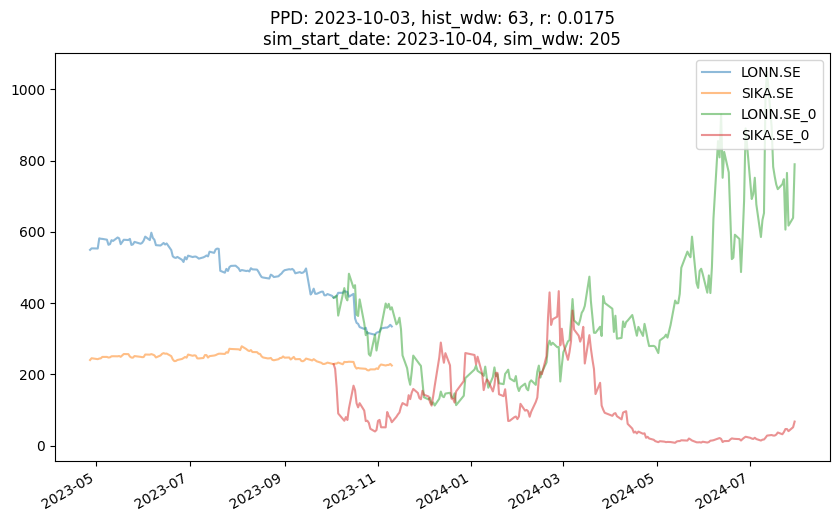 PPD: 2023-10-03, hist_wdw: 63, r: 0.0175
sim_start_date: 2023-10-04, sim_wdw: 205
1000
800
600
400
200
0
LONN.SE
SIKA.SE
LONN.SE_0
SIKA.SE_0
2023-05
2023-07
2023-09
2023-11
2024-01
2024-03
2024-05
2024-07